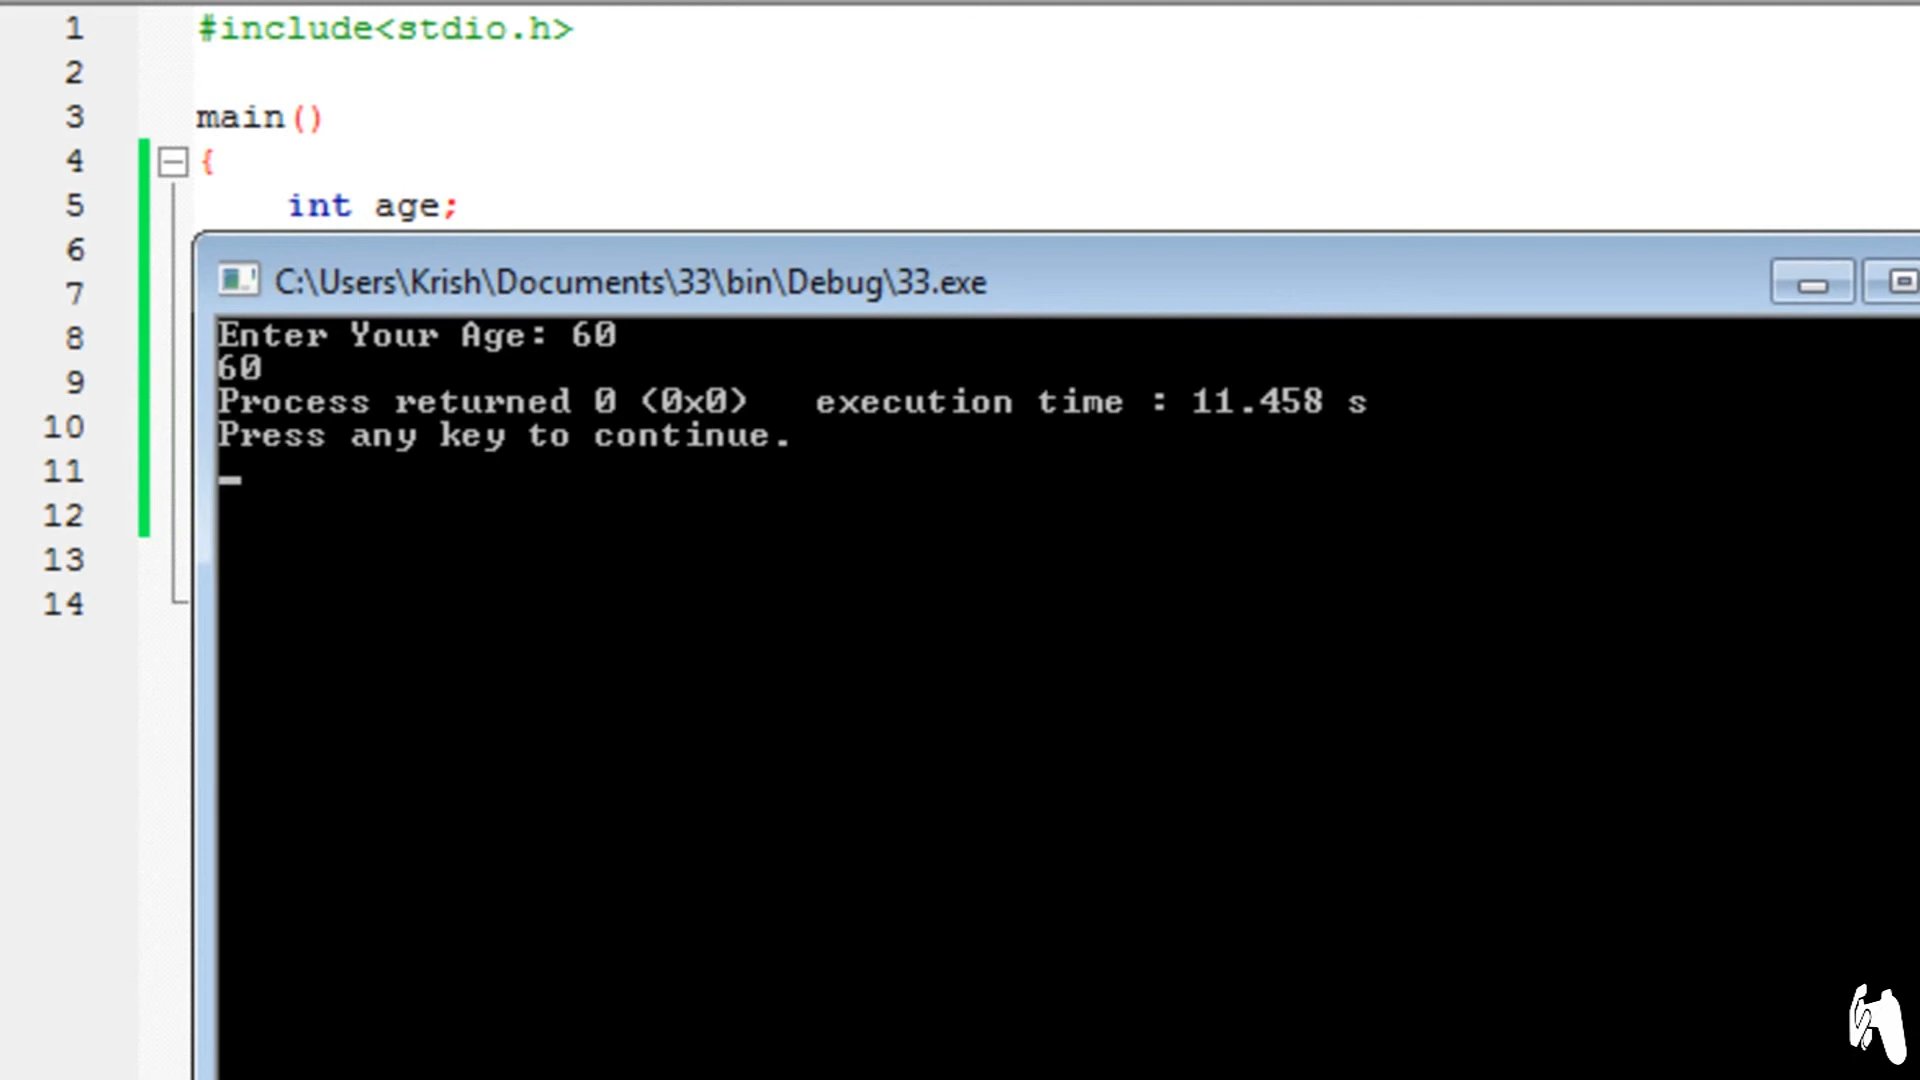 1 #include<stdio.h>
2
3 main()
4 {
5 int age;
6
7
8
9
10
11
12
13
14
C:\Users\Krish\Documents\33\bin\Debug\33.exe
Enter Your Age: 60
60
Process returned 0 (0x0)   execution time : 11.458 s
Press any key to continue.